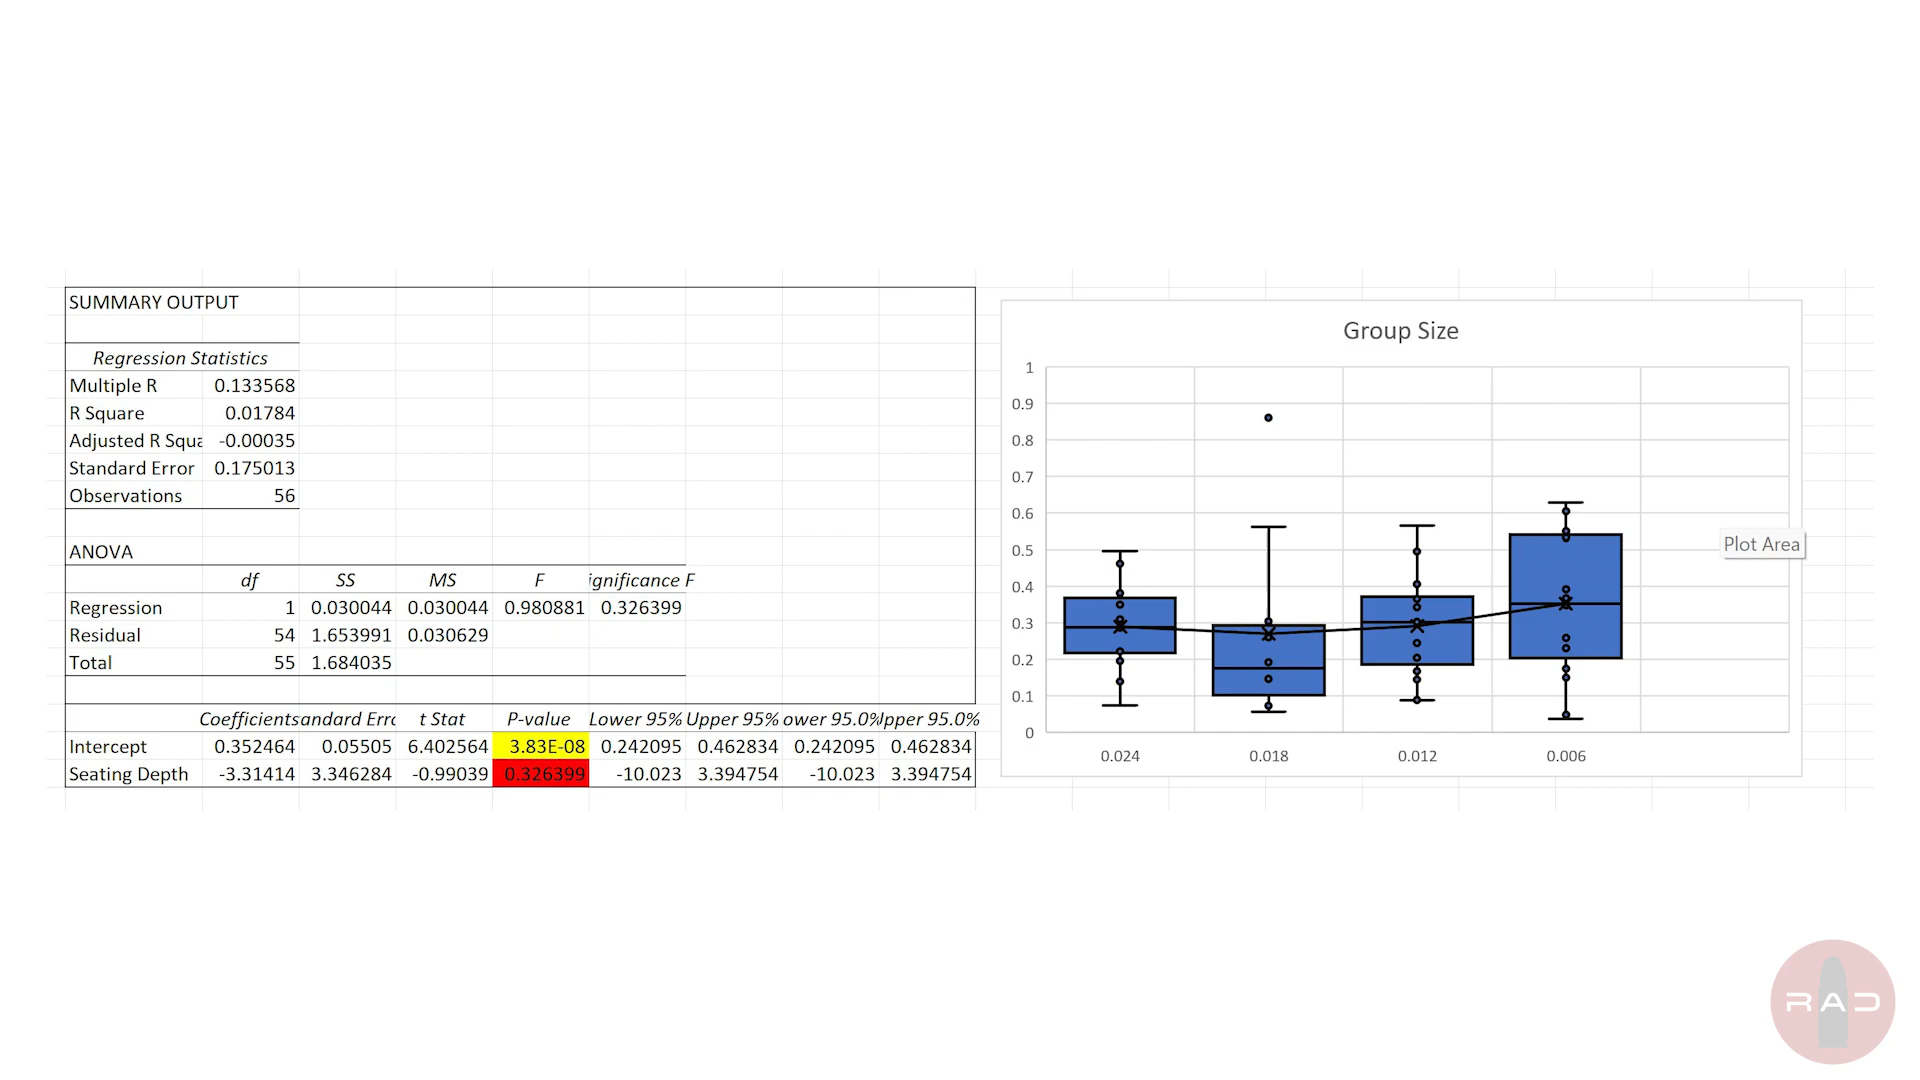 SUMMARY OUTPUT
Regression Statistics
Multiple R 0.133568
R Square 0.01784
Adjusted R Squa -0.00035
Standard Error 0.175013
Observations 56
ANOVA
df SS MS F ignificance F
Regression 1 0.030044 0.030044 0.980881 0.326399
Residual 54 1.653991 0.030629
Total 55 1.684035
Coefficients andard Erro t Stat P-value Lower 95% Upper 95% ower 95.0% Upper 95.0%
Intercept 0.352464 0.05505 6.402564 3.83E-08 0.242095 0.462834 0.242095 0.462834
Seating Depth -3.31414 3.346284 -0.99039 0.326399 -10.023 3.394754 -10.023 3.394754
Group Size
1
0.9
0.8
0.7
0.6
0.5
0.4
0.3
0.2
0.1
0
0.024 0.018 0.012 0.006
Plot Area
RAD